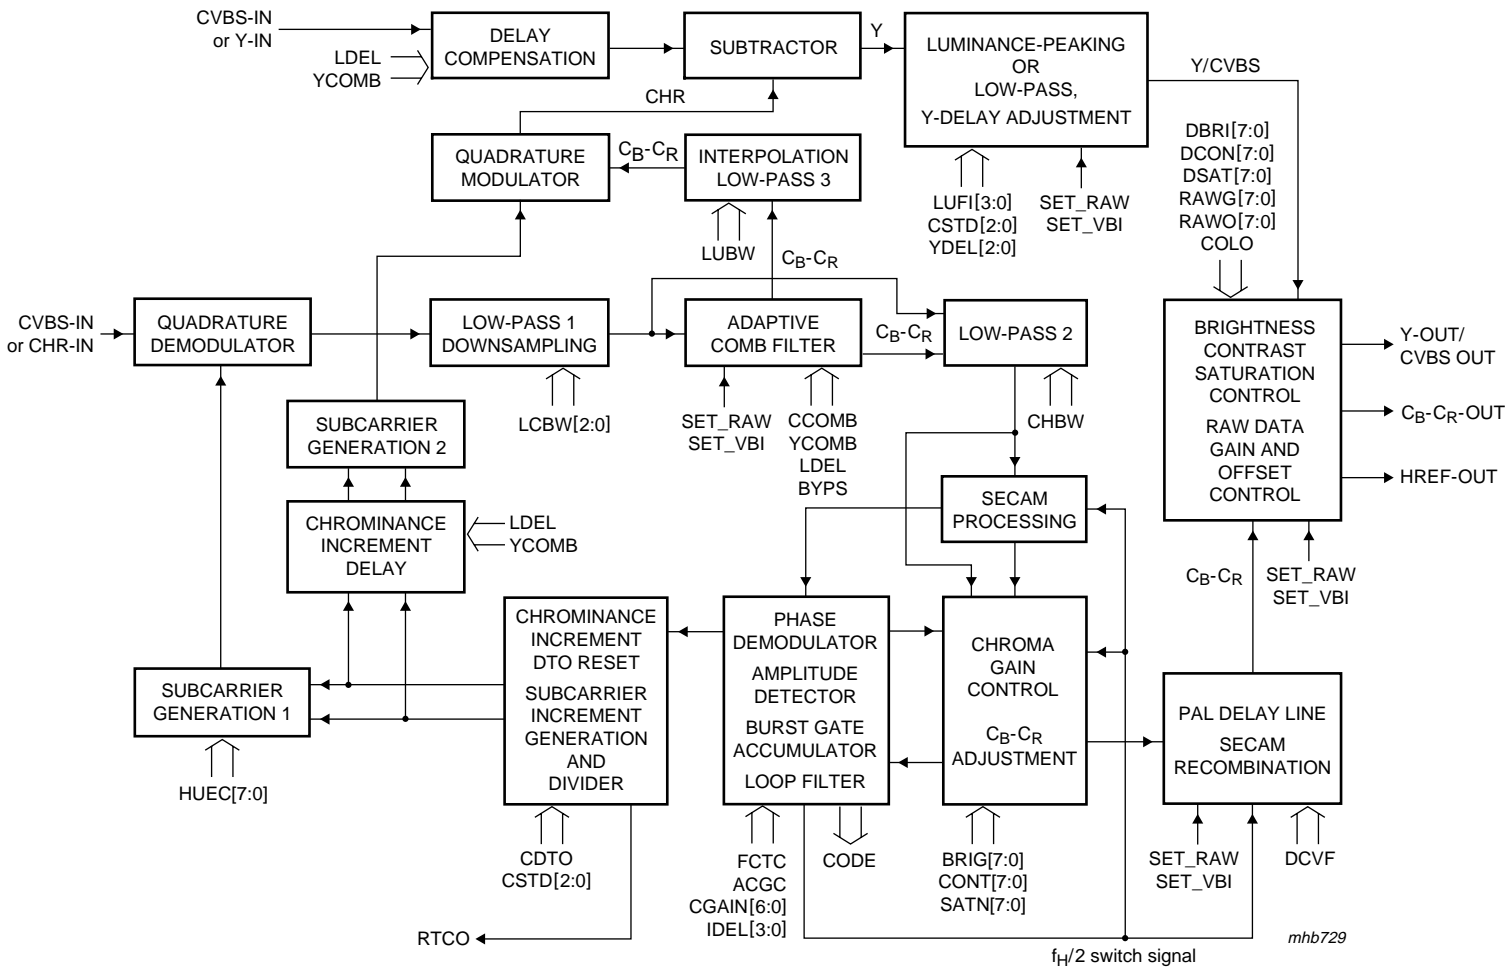 CVBS-IN
or Y-IN
LDEL
YCOMB
DELAY
COMPENSATION
SUBTRACTOR
Y
LUMINANCE-PEAKING
OR
LOW-PASS,
Y-DELAY ADJUSTMENT
Y/CVBS
CHR
QUADRATURE
MODULATOR
CB-CR
INTERPOLATION
LOW-PASS 3
LUBW
CB-CR
LUFI[3:0]
CSTD[2:0]
YDEL[2:0]
SET_RAW
SET_VBI
DBRI[7:0]
DCON[7:0]
DSAT[7:0]
RAWG[7:0]
RAWO[7:0]
COLO
CVBS-IN
or CHR-IN
QUADRATURE
DEMODULATOR
LOW-PASS 1
DOWNSAMPLING
LCBW[2:0]
ADAPTIVE
COMB FILTER
CB-CR
LOW-PASS 2
SET_RAW
SET_VBI
CCOMB
YCOMB
LDEL
BYPS
CHBW
BRIGHTNESS
CONTRAST
SATURATION
CONTROL
RAW DATA
GAIN AND
OFFSET
CONTROL
Y-OUT/
CVBS OUT
CB-CR-OUT
HREF-OUT
SUBCARRIER
GENERATION 2
CHROMINANCE
INCREMENT
DELAY
LDEL
YCOMB
SECAM
PROCESSING
CB-CR
SET_RAW
SET_VBI
SUBCARRIER
GENERATION 1
HUEC[7:0]
CHROMINANCE
INCREMENT
DTO RESET
SUBCARRIER
INCREMENT
GENERATION
AND
DIVIDER
CDTO
CSTD[2:0]
PHASE
DEMODULATOR
AMPLITUDE
DETECTOR
BURST GATE
ACCUMULATOR
LOOP FILTER
FCTC
ACGC
CGAIN[6:0]
IDEL[3:0]
CODE
CHROMA
GAIN
CONTROL
CB-CR
ADJUSTMENT
BRIG[7:0]
CONT[7:0]
SATN[7:0]
PAL DELAY LINE
SECAM
RECOMBINATION
SET_RAW
SET_VBI
DCVF
RTCO
fH/2 switch signal
mhb729